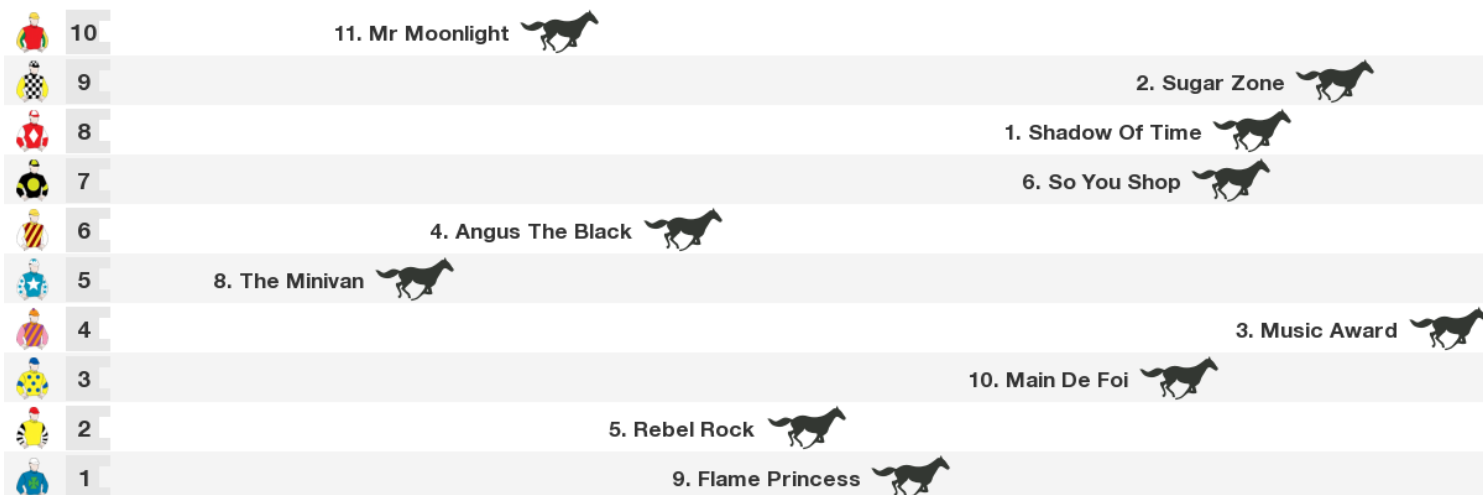 10 11. Mr Moonlight
9 2. Sugar Zone
8 1. Shadow Of Time
7 6. So You Shop
6 4. Angus The Black
5 8. The Minivan
4 3. Music Award
3 10. Main De Foi
2 5. Rebel Rock
1 9. Flame Princess